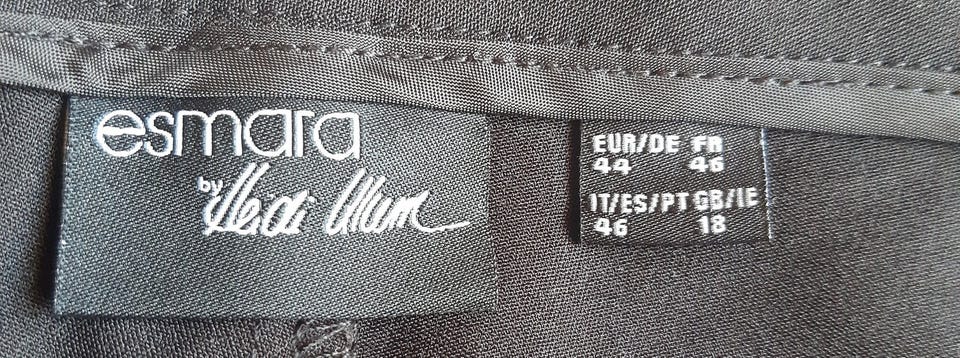 esmara
by Heidi Klum
EUR/DE FR
44 46
IT/ES/PT GB/IE
46 18